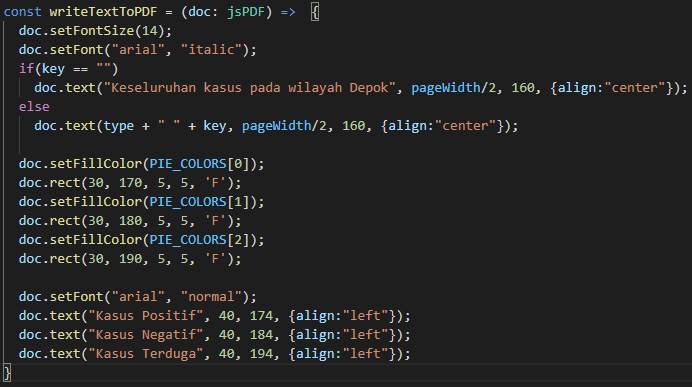 const writeTextToPDF = (doc: jsPDF) =>  {
  doc.setFontSize(14);
  doc.setFont("arial", "italic");
  if(key == "")
    doc.text("Keseluruhan kasus pada wilayah Depok", pageWidth/2, 160, {align:"center"});
  else
    doc.text(type + " " + key, pageWidth/2, 160, {align:"center"});

  doc.setFillColor(PIE_COLORS[0]);
  doc.rect(30, 170, 5, 5, 'F');
  doc.setFillColor(PIE_COLORS[1]);
  doc.rect(30, 180, 5, 5, 'F');
  doc.setFillColor(PIE_COLORS[2]);
  doc.rect(30, 190, 5, 5, 'F');

  doc.setFont("arial", "normal");
  doc.text("Kasus Positif", 40, 174, {align:"left"});
  doc.text("Kasus Negatif", 40, 184, {align:"left"});
  doc.text("Kasus Terduga", 40, 194, {align:"left"});
}